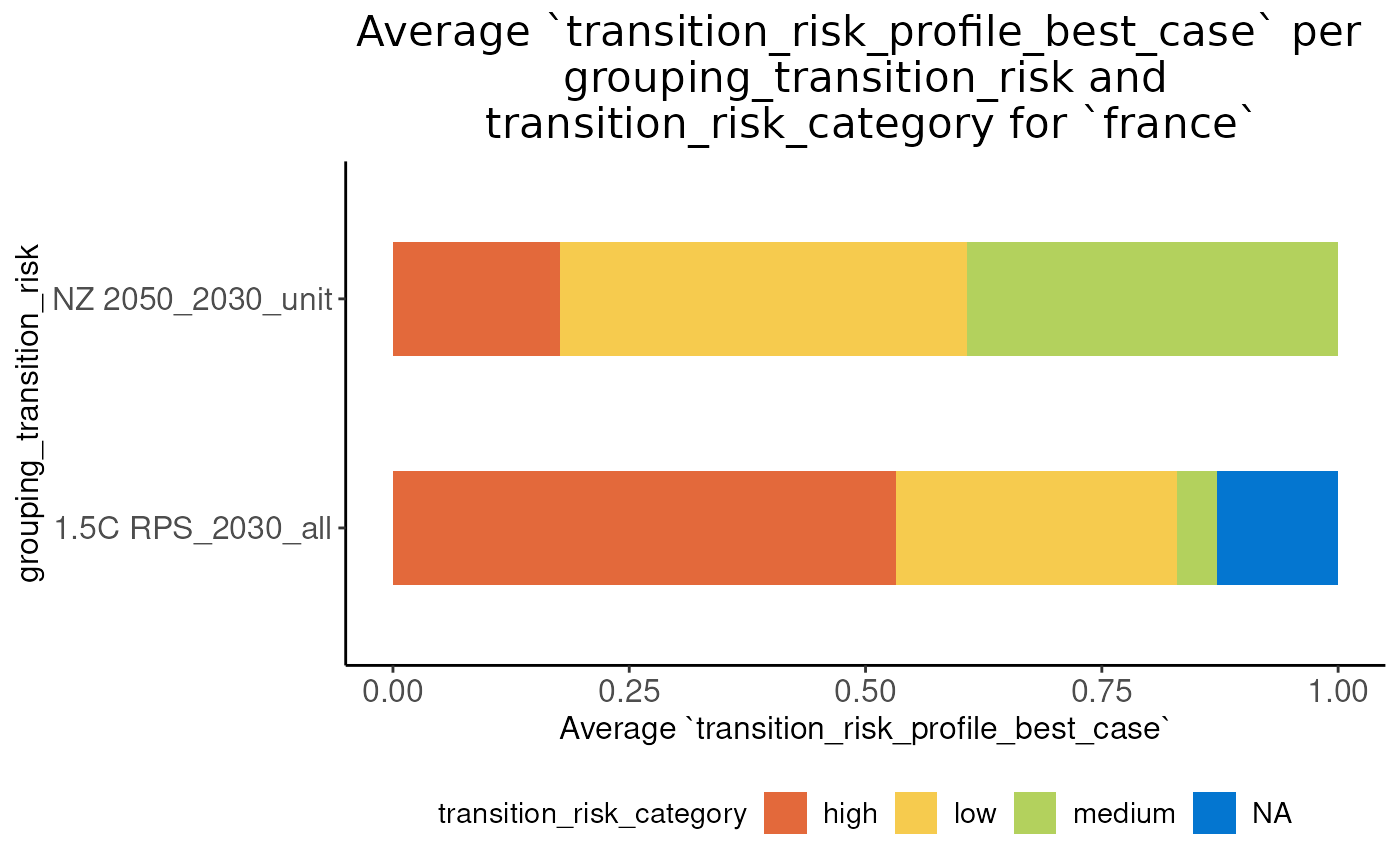 Average `transition_risk_profile_best_case` per
grouping_transition_risk and
transition_risk_category for `france`
grouping_transition_risk
NZ 2050_2030_unit
1.5C RPS_2030_all
0.00 0.25 0.50 0.75 1.00
Average `transition_risk_profile_best_case`
transition_risk_category high low medium NA